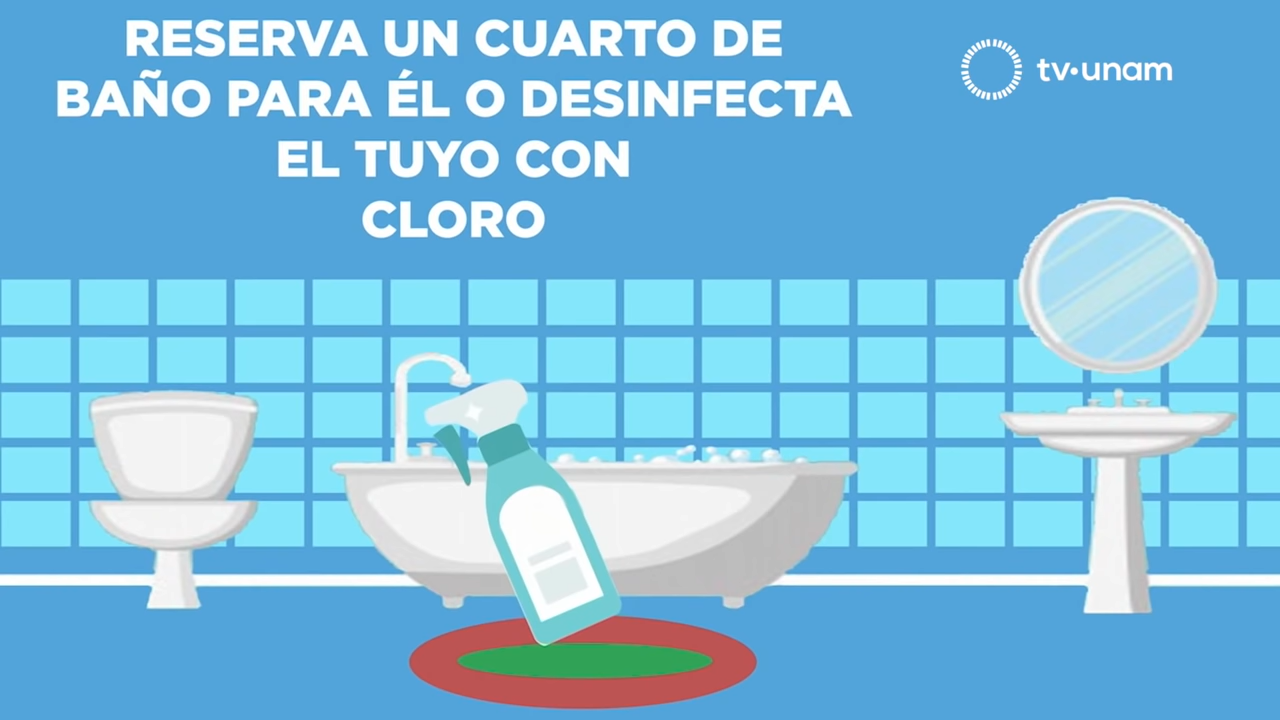 RESERVA UN CUARTO DE
BAÑO PARA ÉL O DESINFECTA
EL TUYO CON
CLORO
tv·unam